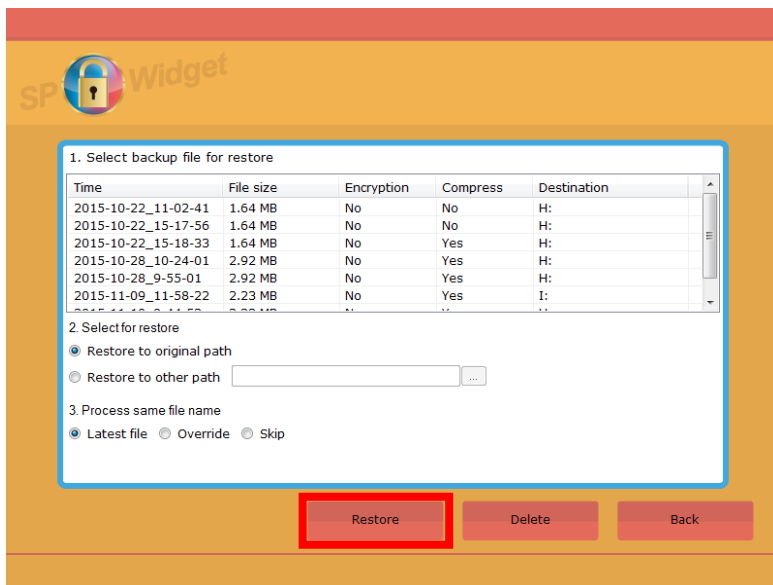 SP Widget
1. Select backup file for restore
Time File size Encryption Compress Destination
2015-10-22_11-02-41 1.64 MB No No H:
2015-10-22_15-17-56 1.64 MB No No H:
2015-10-22_15-18-33 1.64 MB No Yes H:
2015-10-28_10-24-01 2.92 MB No Yes H:
2015-10-28_9-55-01 2.92 MB No Yes H:
2015-11-09_11-58-22 2.23 MB No Yes I:
2. Select for restore
Restore to original path
Restore to other path ...
3. Process same file name
Latest file Override Skip
Restore Delete Back